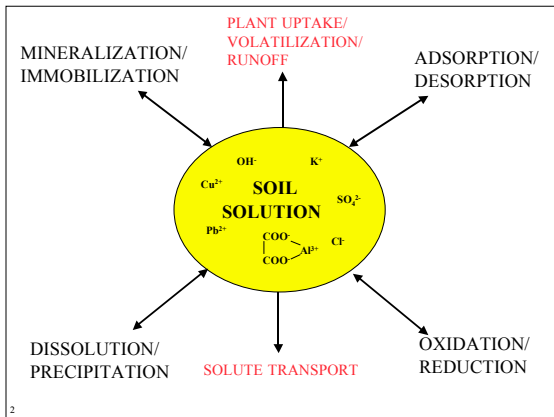 PLANT UPTAKE/
VOLATILIZATION/
RUNOFF
MINERALIZATION/
IMMOBILIZATION
ADSORPTION/
DESORPTION
OH⁻ K⁺
Cu²⁺
SOIL
SOLUTION
SO₄²⁻
Pb²⁺
COO⁻
Al³⁺
COO⁻
Cl⁻
DISSOLUTION/
PRECIPITATION
SOLUTE TRANSPORT
OXIDATION/
REDUCTION
2